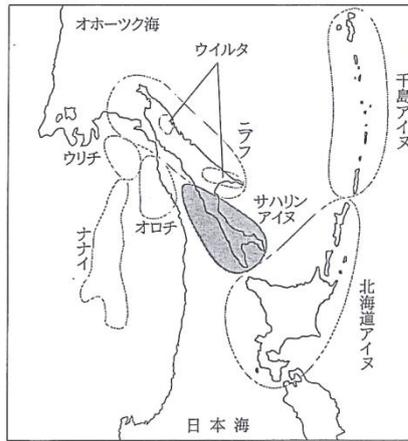 オホーツク海
ウイルタ
千島アイヌ
ニブフ
ウリチ
サハリン
アイヌ
オロチ
ナナイ
北海道アイヌ
日本海